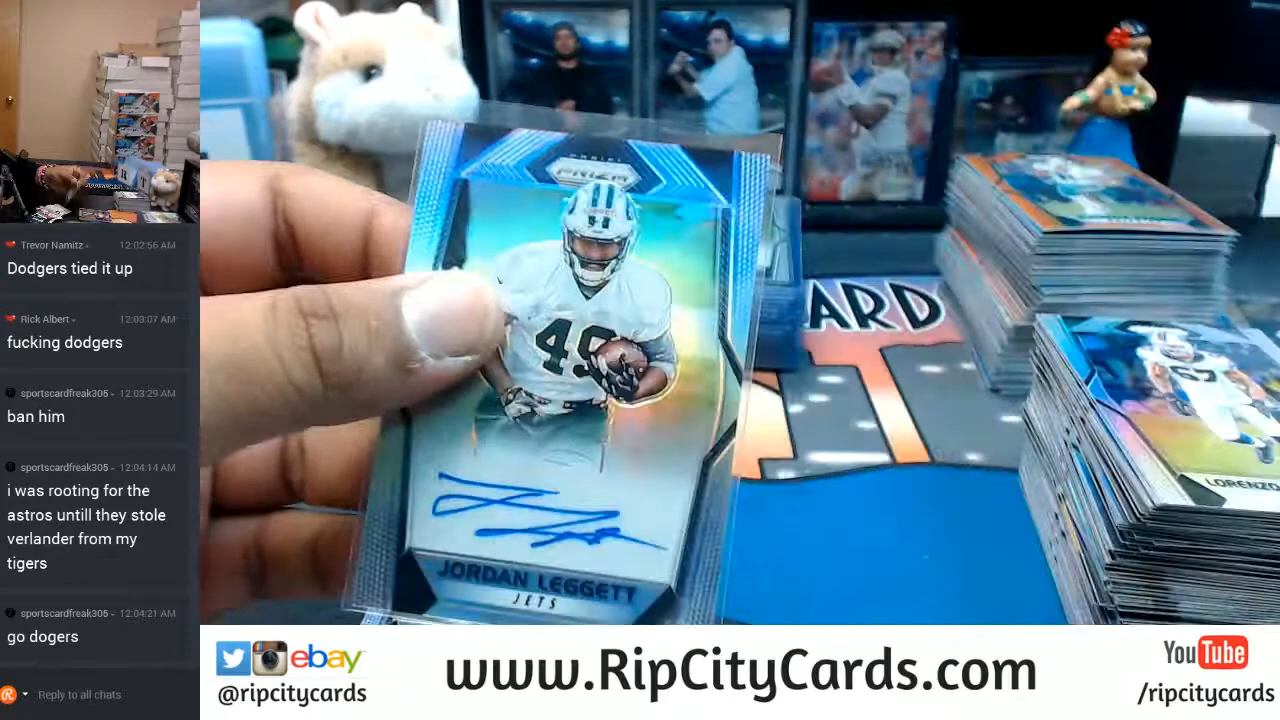 Trevor Namitz
12:02:56 AM
Dodgers tied it up
Rick Albert
12:03:07 AM
fucking dodgers
sportscardfreak305
12:03:29 AM
ban him
sportscardfreak305
12:04:14 AM
i was rooting for the
astros untill they stole
verlander from my
tigers
sportscardfreak305
12:04:21 AM
go dogers
Reply to all chats
PANINI
PRIZM
49
JORDAN LEGGETT
JETS
ARD
LORENZO
ebay
@ripcitycards
www.RipCityCards.com
YouTube
/ripcitycards